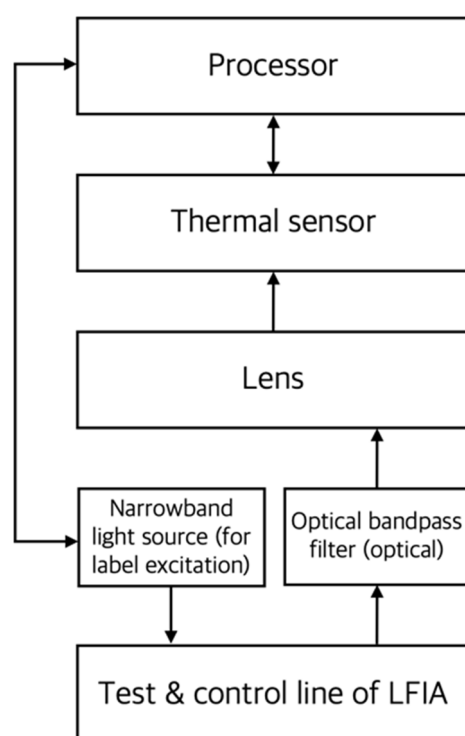 Processor
Thermal sensor
Lens
Narrowband
light source (for
label excitation)
Optical bandpass
filter (optical)
Test & control line of LFIA